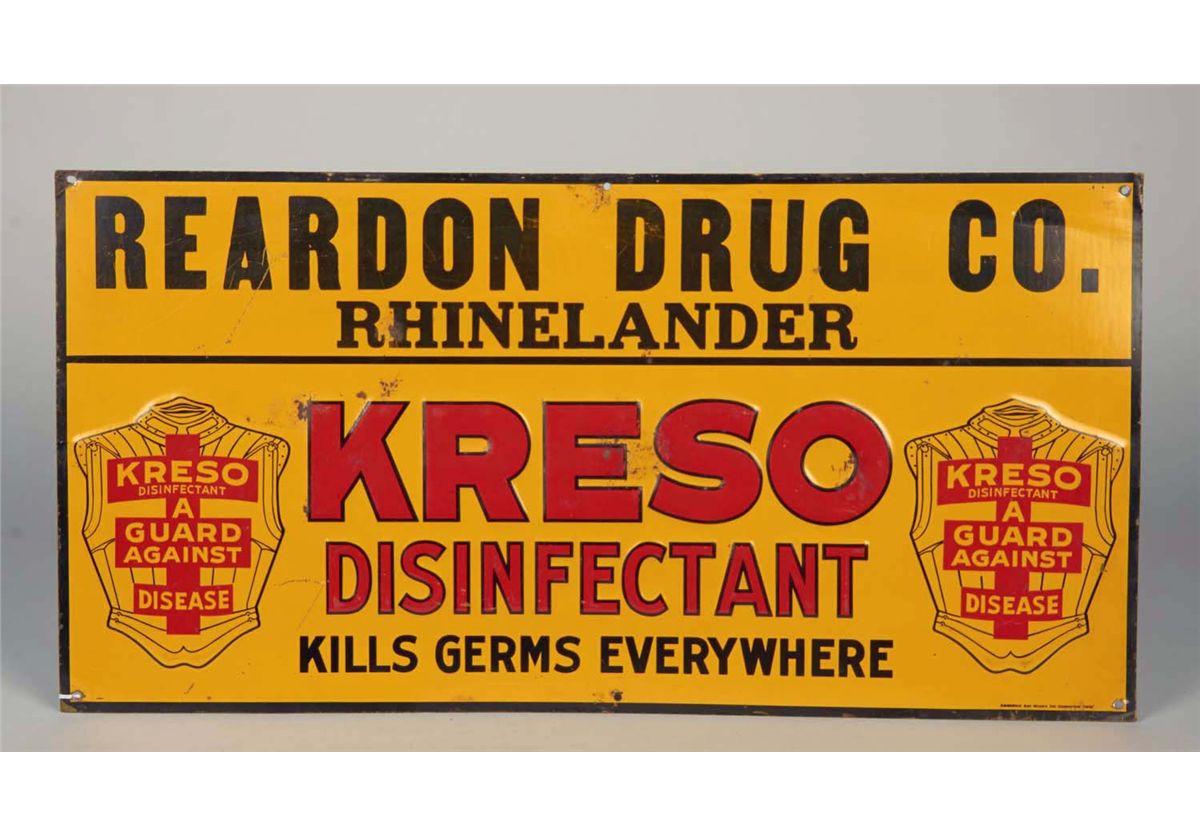 REARDON DRUG CO.
RHINELANDER
KRESO
DISINFECTANT
A
GUARD
AGAINST
DISEASE
KRESO
DISINFECTANT
KILLS GERMS EVERYWHERE
KRESO
DISINFECTANT
A
GUARD
AGAINST
DISEASE